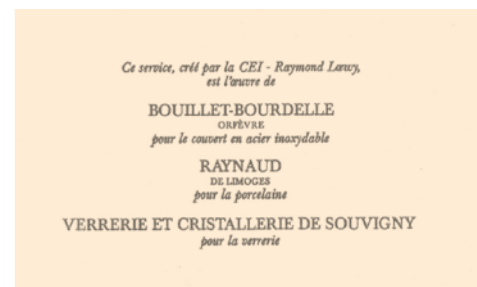 Ce service, créé par la CEI - Raymond Lœwy,
est l'œuvre de
BOUILLET-BOURDELLE
ORFÈVRE
pour le couvert en acier inoxydable
RAYNAUD
DE LIMOGES
pour la porcelaine
VERRERIE ET CRISTALLERIE DE SOUVIGNY
pour la verrerie